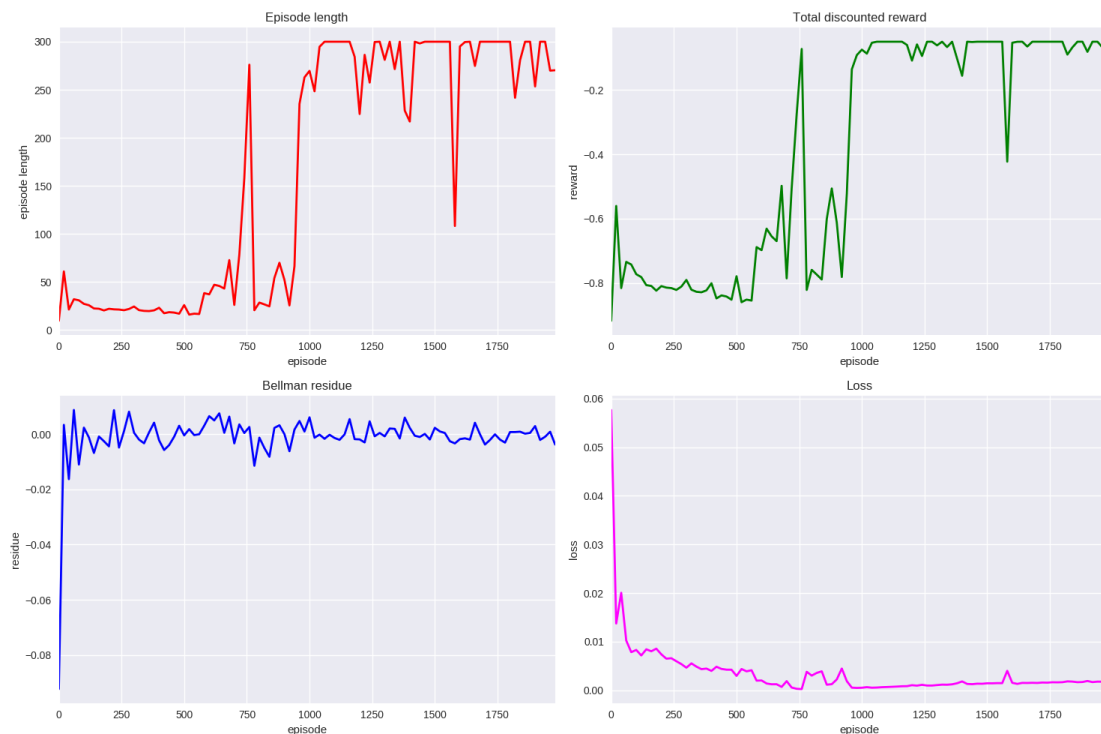 Episode length
300
250
200
150
100
50
0
episode length
0 250 500 750 1000 1250 1500 1750
episode
Total discounted reward
−0.2
−0.4
−0.6
−0.8
reward
0 250 500 750 1000 1250 1500 1750
episode
Bellman residue
0.00
−0.02
−0.04
−0.06
−0.08
residue
0 250 500 750 1000 1250 1500 1750
episode
Loss
0.06
0.05
0.04
0.03
0.02
0.01
0.00
loss
0 250 500 750 1000 1250 1500 1750
episode